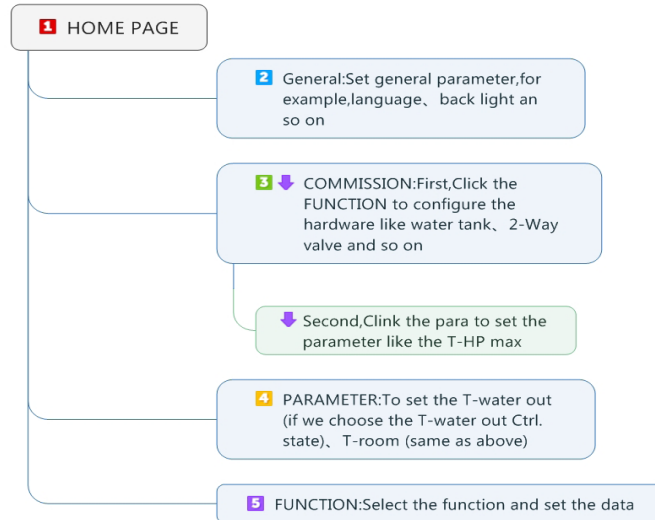 1 HOME PAGE
2 General:Set general parameter,for
example,language、back light an
so on
3 COMMISSION:First,Click the
FUNCTION to configure the
hardware like water tank、2-Way
valve and so on
Second,Clink the para to set the
parameter like the T-HP max
4 PARAMETER:To set the T-water out
(if we choose the T-water out Ctrl.
state)、T-room (same as above)
5 FUNCTION:Select the function and set the data